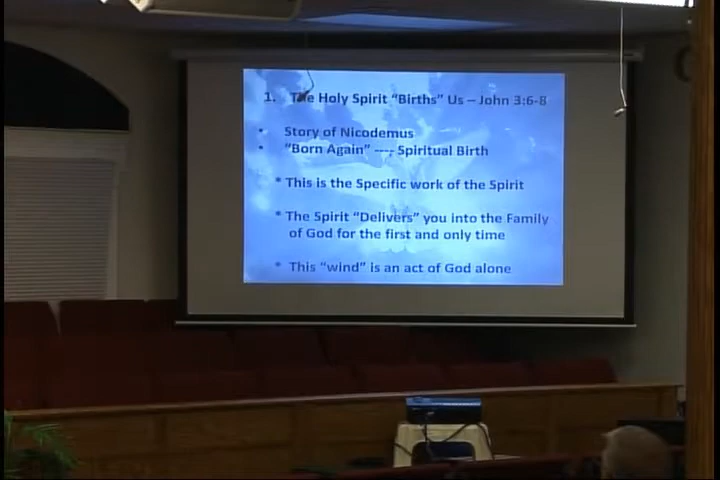 1. The Holy Spirit “Births” Us – John 3:6-8
• Story of Nicodemus
• “Born Again” ---- Spiritual Birth
* This is the Specific work of the Spirit
* The Spirit “Delivers” you into the Family
of God for the first and only time
* This “wind” is an act of God alone